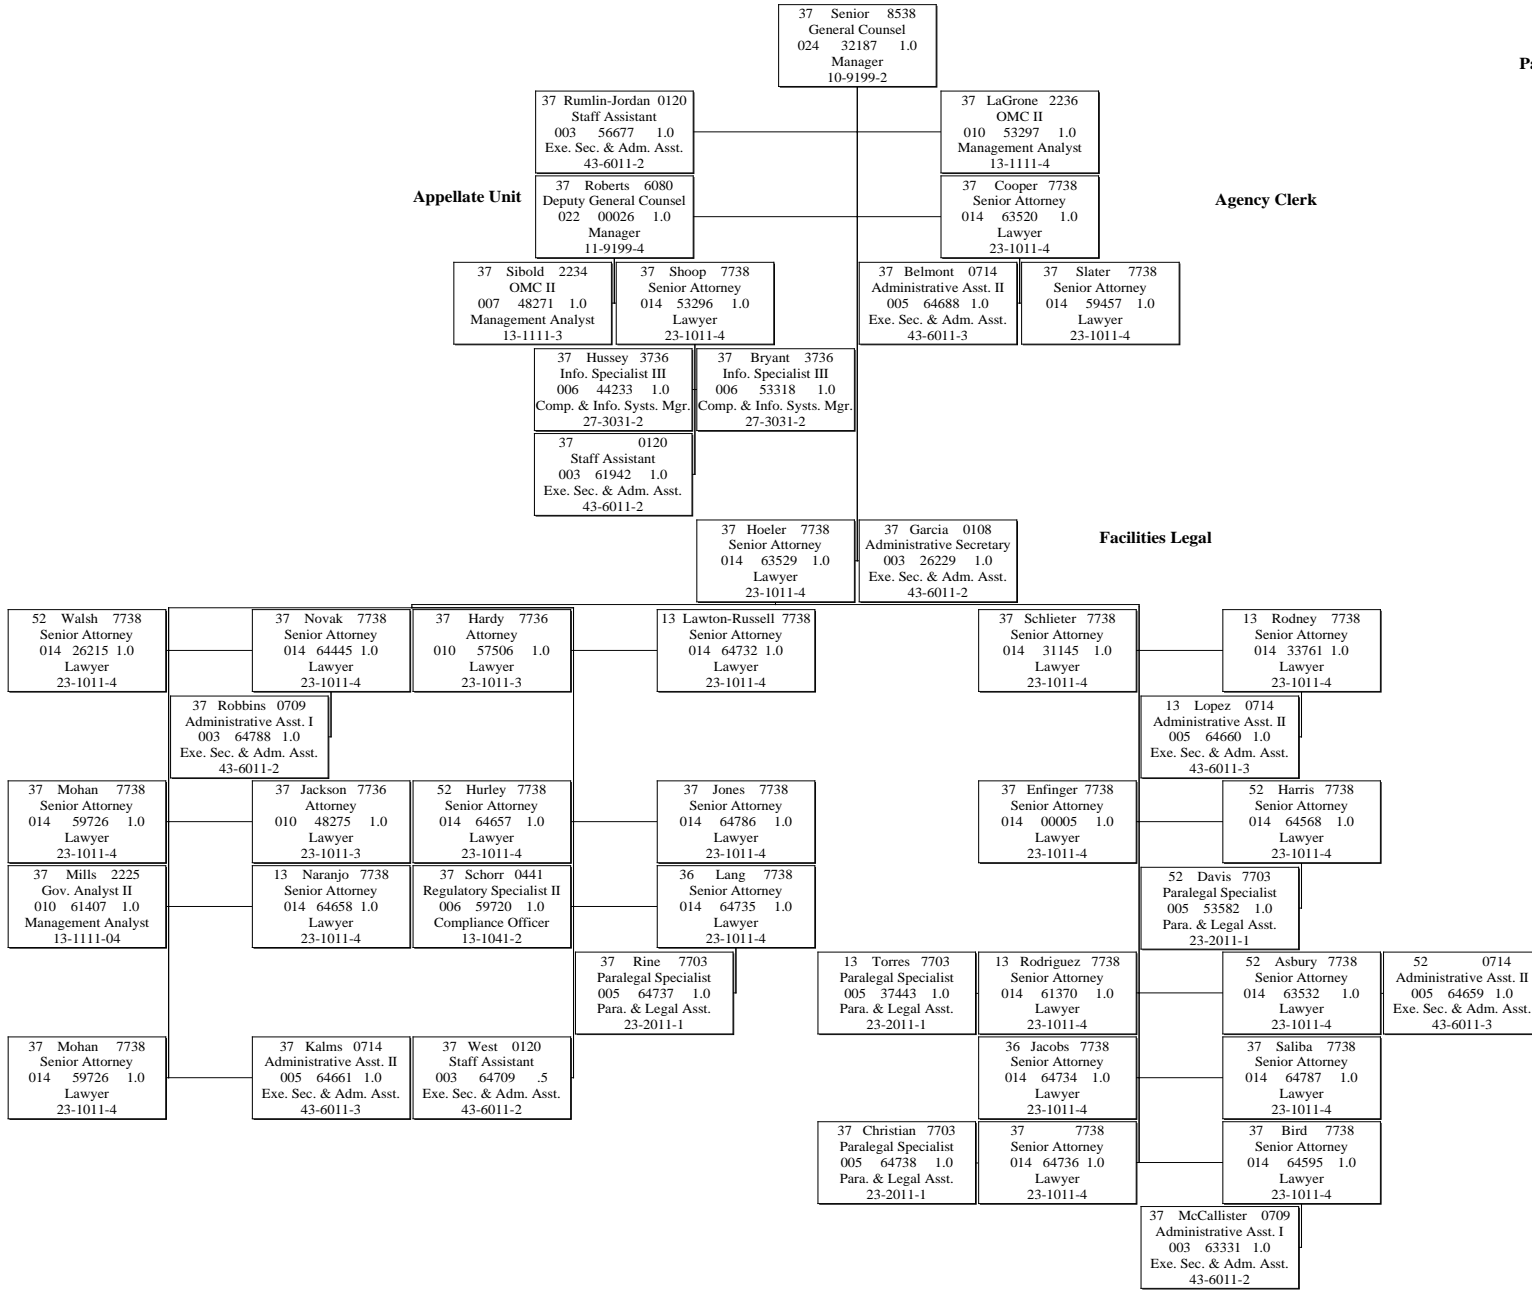 37 Senior 8538
General Counsel
024 32187 1.0
Manager
10-9199-2
Pa
37 Rumlin-Jordan 0120
Staff Assistant
003 56677 1.0
Exe. Sec. & Adm. Asst.
43-6011-2
37 LaGrone 2236
OMC II
010 53297 1.0
Management Analyst
13-1111-4
Appellate Unit
37 Roberts 6080
Deputy General Counsel
022 00026 1.0
Manager
11-9199-4
37 Cooper 7738
Senior Attorney
014 63520 1.0
Lawyer
23-1011-4
Agency Clerk
37 Sibold 2234
OMC II
007 48271 1.0
Management Analyst
13-1111-3
37 Shoop 7738
Senior Attorney
014 53296 1.0
Lawyer
23-1011-4
37 Belmont 0714
Administrative Asst. II
005 64688 1.0
Exe. Sec. & Adm. Asst.
43-6011-3
37 Slater 7738
Senior Attorney
014 59457 1.0
Lawyer
23-1011-4
37 Hussey 3736
Info. Specialist III
006 44233 1.0
Comp. & Info. Systs. Mgr.
27-3031-2
37 Bryant 3736
Info. Specialist III
006 53318 1.0
Comp. & Info. Systs. Mgr.
27-3031-2
37 0120
Staff Assistant
003 61942 1.0
Exe. Sec. & Adm. Asst.
43-6011-2
37 Hoeler 7738
Senior Attorney
014 63529 1.0
Lawyer
23-1011-4
37 Garcia 0108
Administrative Secretary
003 26229 1.0
Exe. Sec. & Adm. Asst.
43-6011-2
Facilities Legal
52 Walsh 7738
Senior Attorney
014 26215 1.0
Lawyer
23-1011-4
37 Novak 7738
Senior Attorney
014 64445 1.0
Lawyer
23-1011-4
37 Hardy 7736
Attorney
010 57506 1.0
Lawyer
23-1011-3
13 Lawton-Russell 7738
Senior Attorney
014 64732 1.0
Lawyer
23-1011-4
37 Schlieter 7738
Senior Attorney
014 31145 1.0
Lawyer
23-1011-4
13 Rodney 7738
Senior Attorney
014 33761 1.0
Lawyer
23-1011-4
37 Robbins 0709
Administrative Asst. I
003 64788 1.0
Exe. Sec. & Adm. Asst.
43-6011-2
13 Lopez 0714
Administrative Asst. II
005 64660 1.0
Exe. Sec. & Adm. Asst.
43-6011-3
37 Mohan 7738
Senior Attorney
014 59726 1.0
Lawyer
23-1011-4
37 Jackson 7736
Attorney
010 48275 1.0
Lawyer
23-1011-3
52 Hurley 7738
Senior Attorney
014 64657 1.0
Lawyer
23-1011-4
37 Jones 7738
Senior Attorney
014 64786 1.0
Lawyer
23-1011-4
37 Enfinger 7738
Senior Attorney
014 00005 1.0
Lawyer
23-1011-4
52 Harris 7738
Senior Attorney
014 64568 1.0
Lawyer
23-1011-4
37 Mills 2225
Gov. Analyst II
010 61407 1.0
Management Analyst
13-1111-04
13 Naranjo 7738
Senior Attorney
014 64658 1.0
Lawyer
23-1011-4
37 Schorr 0441
Regulatory Specialist II
006 59720 1.0
Compliance Officer
13-1041-2
36 Lang 7738
Senior Attorney
014 64735 1.0
Lawyer
23-1011-4
52 Davis 7703
Paralegal Specialist
005 53582 1.0
Para. & Legal Asst.
23-2011-1
37 Rine 7703
Paralegal Specialist
005 64737 1.0
Para. & Legal Asst.
23-2011-1
13 Torres 7703
Paralegal Specialist
005 37443 1.0
Para. & Legal Asst.
23-2011-1
13 Rodriguez 7738
Senior Attorney
014 61370 1.0
Lawyer
23-1011-4
52 Asbury 7738
Senior Attorney
014 63532 1.0
Lawyer
23-1011-4
52 0714
Administrative Asst. II
005 64659 1.0
Exe. Sec. & Adm. Asst.
43-6011-3
37 Mohan 7738
Senior Attorney
014 59726 1.0
Lawyer
23-1011-4
37 Kalms 0714
Administrative Asst. II
005 64661 1.0
Exe. Sec. & Adm. Asst.
43-6011-3
37 West 0120
Staff Assistant
003 64709 .5
Exe. Sec. & Adm. Asst.
43-6011-2
36 Jacobs 7738
Senior Attorney
014 64734 1.0
Lawyer
23-1011-4
37 Saliba 7738
Senior Attorney
014 64787 1.0
Lawyer
23-1011-4
37 Christian 7703
Paralegal Specialist
005 64738 1.0
Para. & Legal Asst.
23-2011-1
37 7738
Senior Attorney
014 64736 1.0
Lawyer
23-1011-4
37 Bird 7738
Senior Attorney
014 64595 1.0
Lawyer
23-1011-4
37 McCallister 0709
Administrative Asst. I
003 63331 1.0
Exe. Sec. & Adm. Asst.
43-6011-2